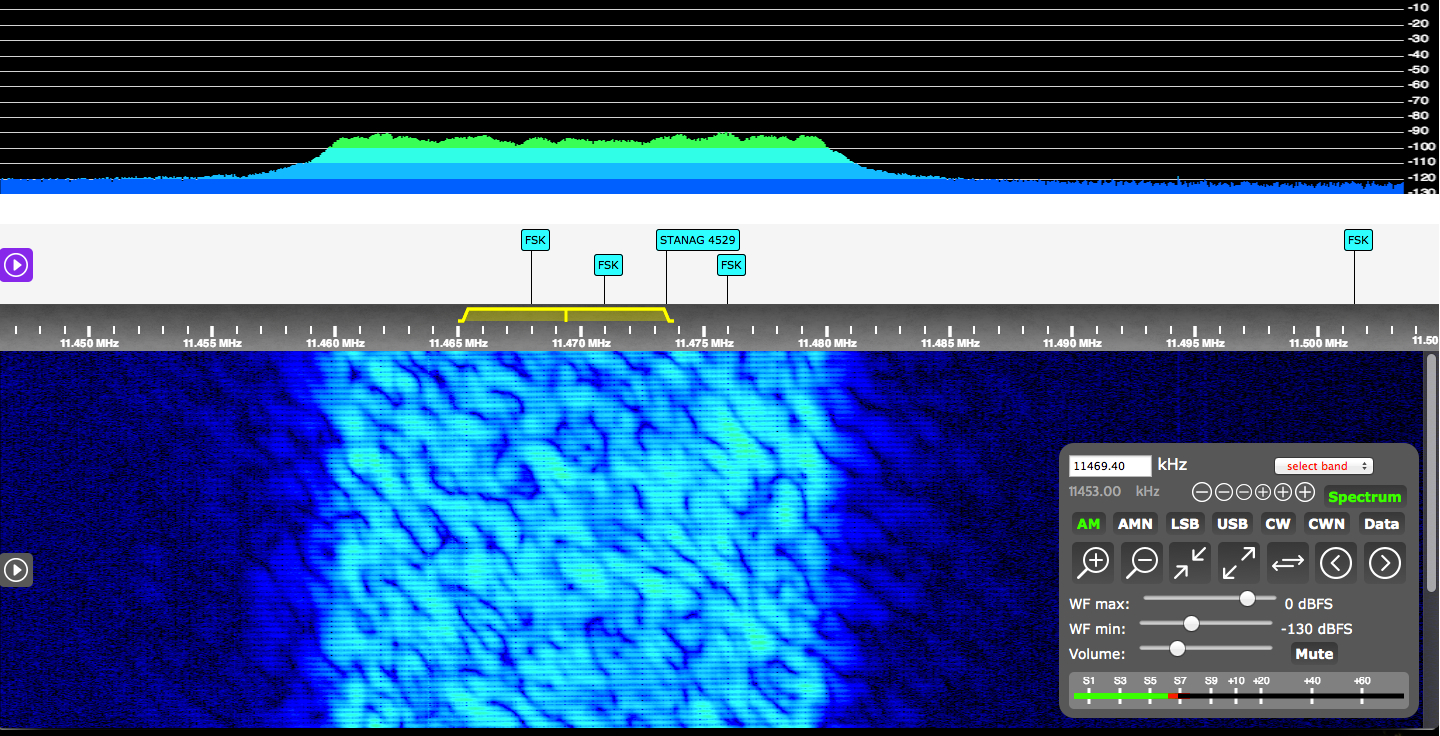 -10
-20
-30
-40
-50
-60
-70
-80
-90
-100
-110
-120
-130
FSK STANAG 4529 FSK
FSK FSK
11.450 MHz 11.455 MHz 11.460 MHz 11.465 MHz 11.470 MHz 11.475 MHz 11.480 MHz 11.485 MHz 11.490 MHz 11.495 MHz 11.500 MHz 11.50
11469.40 kHz select band
11453.00 kHz Spectrum
AM AMN LSB USB CW CWN Data
WF max: 0 dBFS
WF min: -130 dBFS
Volume: Mute
S1 S3 S5 S7 S9 +10 +20 +40 +60